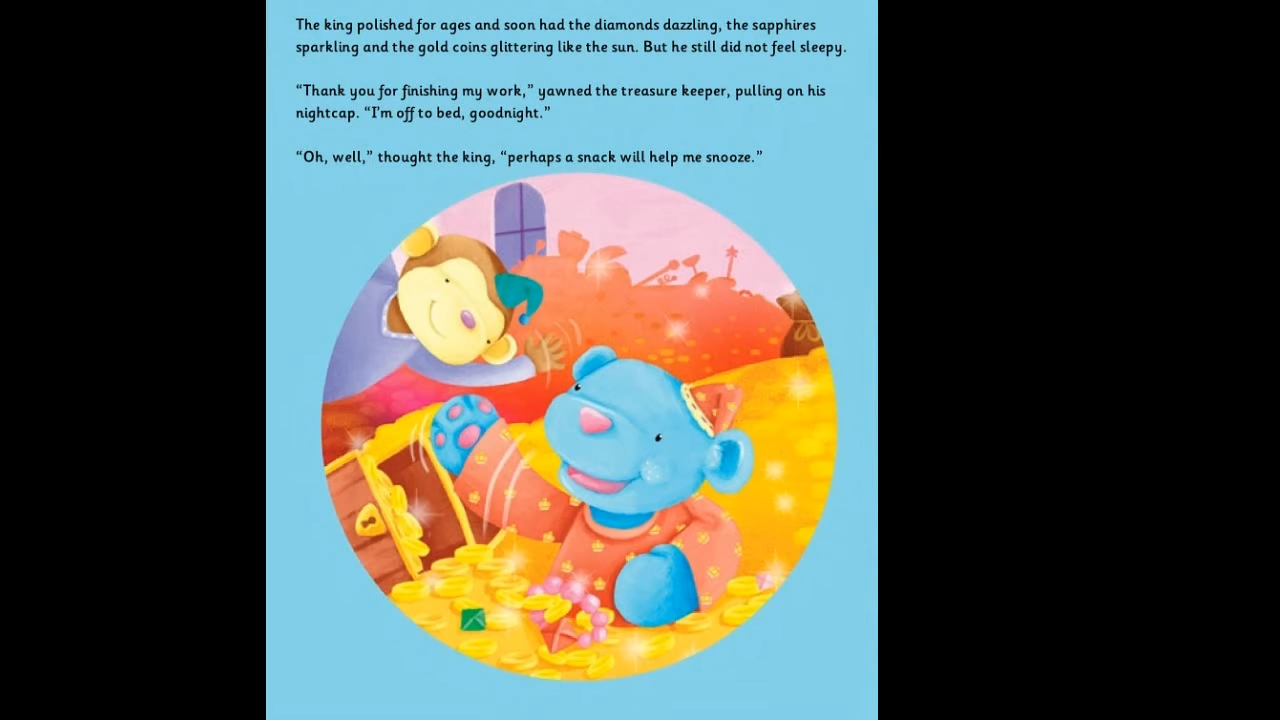 The king polished for ages and soon had the diamonds dazzling, the sapphires
sparkling and the gold coins glittering like the sun. But he still did not feel sleepy.
“Thank you for finishing my work,” yawned the treasure keeper, pulling on his
nightcap. “I’m off to bed, goodnight.”
“Oh, well,” thought the king, “perhaps a snack will help me snooze.”